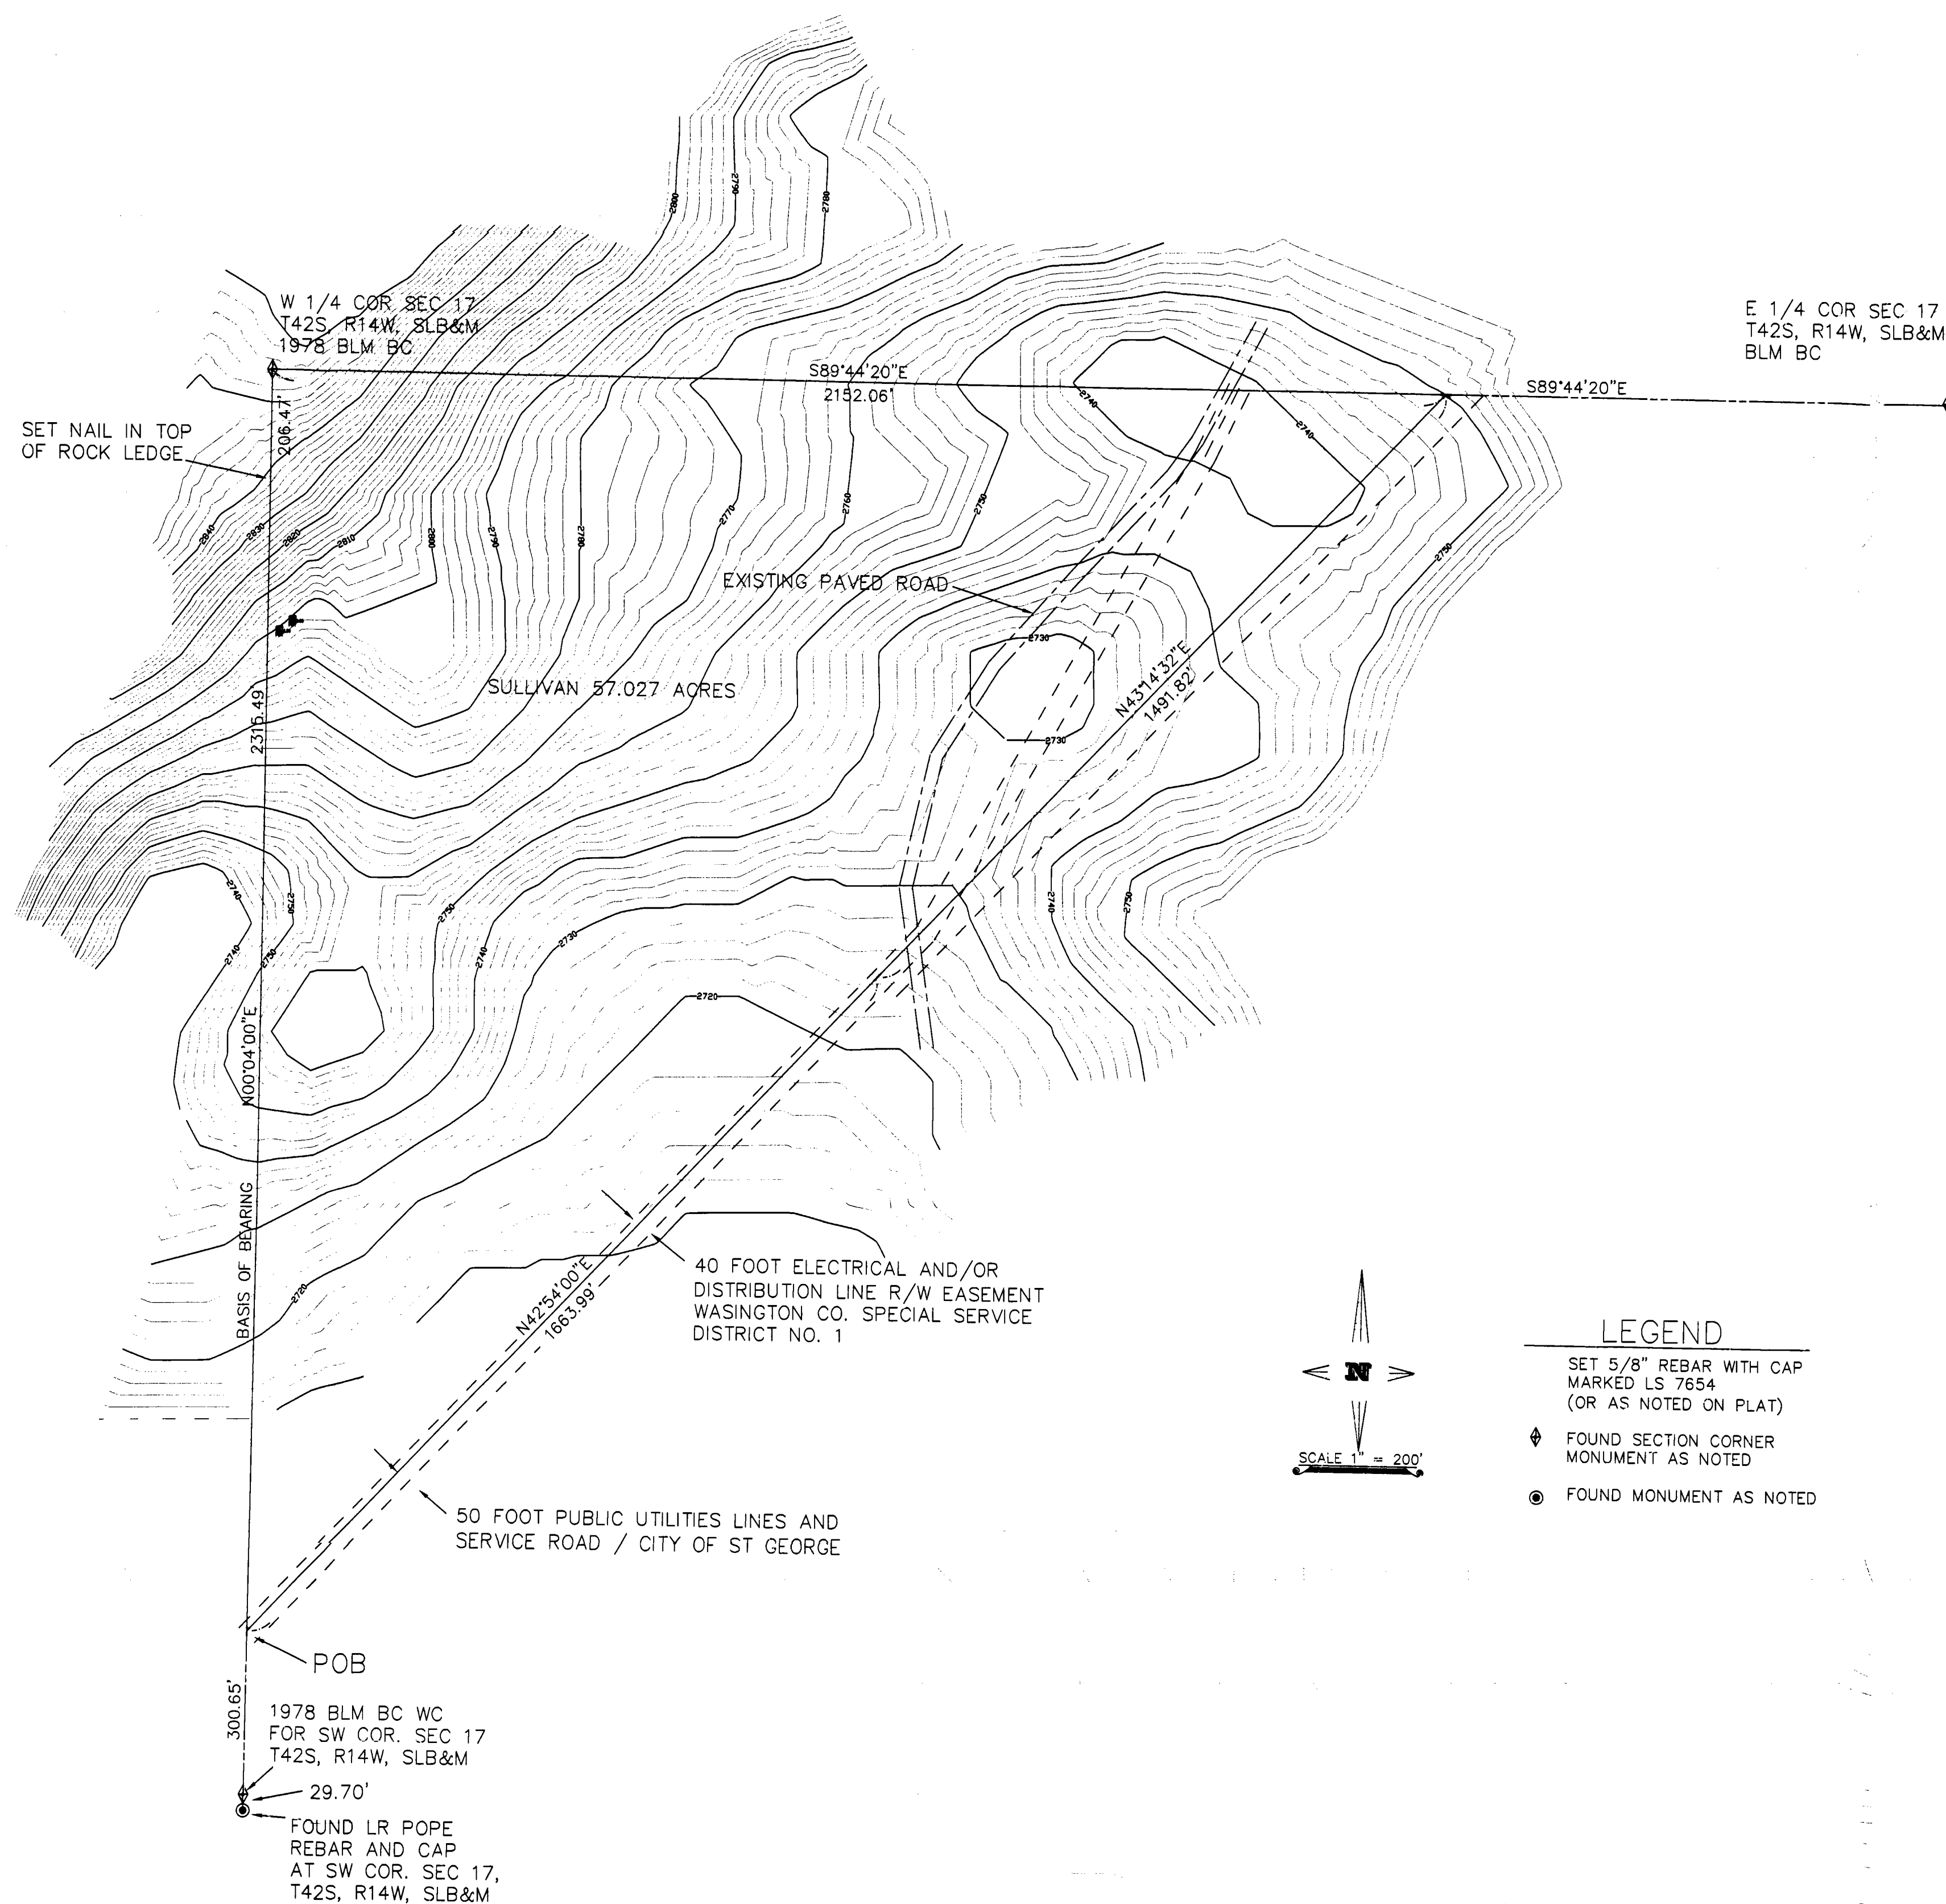 W 1/4 COR SEC 17
T42S, R14W, SLB&M
1978 BLM BC
E 1/4 COR SEC 17
T42S, R14W, SLB&M
BLM BC
S89°44'20"E
2152.06'
S89°44'20"E
SET NAIL IN TOP
OF ROCK LEDGE
206.47'
2800
2790
2780
2840
2830
2820
2810
2800
2790
2780
2770
2760
2750
2740
2740
2750
EXISTING PAVED ROAD
2730
2730
SULLIVAN 57.027 ACRES
N43°14'32"E
1491.82'
2315.49
2740
2750
2740
2750
2750
2740
2730
2740
2750
2720
N00°04'00"E
BASIS OF BEARING
2720
N42°54'00"E
1663.99'
40 FOOT ELECTRICAL AND/OR
DISTRIBUTION LINE R/W EASEMENT
WASINGTON CO. SPECIAL SERVICE
DISTRICT NO. 1
N
SCALE 1" = 200'
LEGEND
SET 5/8" REBAR WITH CAP
MARKED LS 7654
(OR AS NOTED ON PLAT)
FOUND SECTION CORNER
MONUMENT AS NOTED
FOUND MONUMENT AS NOTED
50 FOOT PUBLIC UTILITIES LINES AND
SERVICE ROAD / CITY OF ST GEORGE
POB
300.65'
1978 BLM BC WC
FOR SW COR. SEC 17
T42S, R14W, SLB&M
29.70'
FOUND LR POPE
REBAR AND CAP
AT SW COR. SEC 17,
T42S, R14W, SLB&M